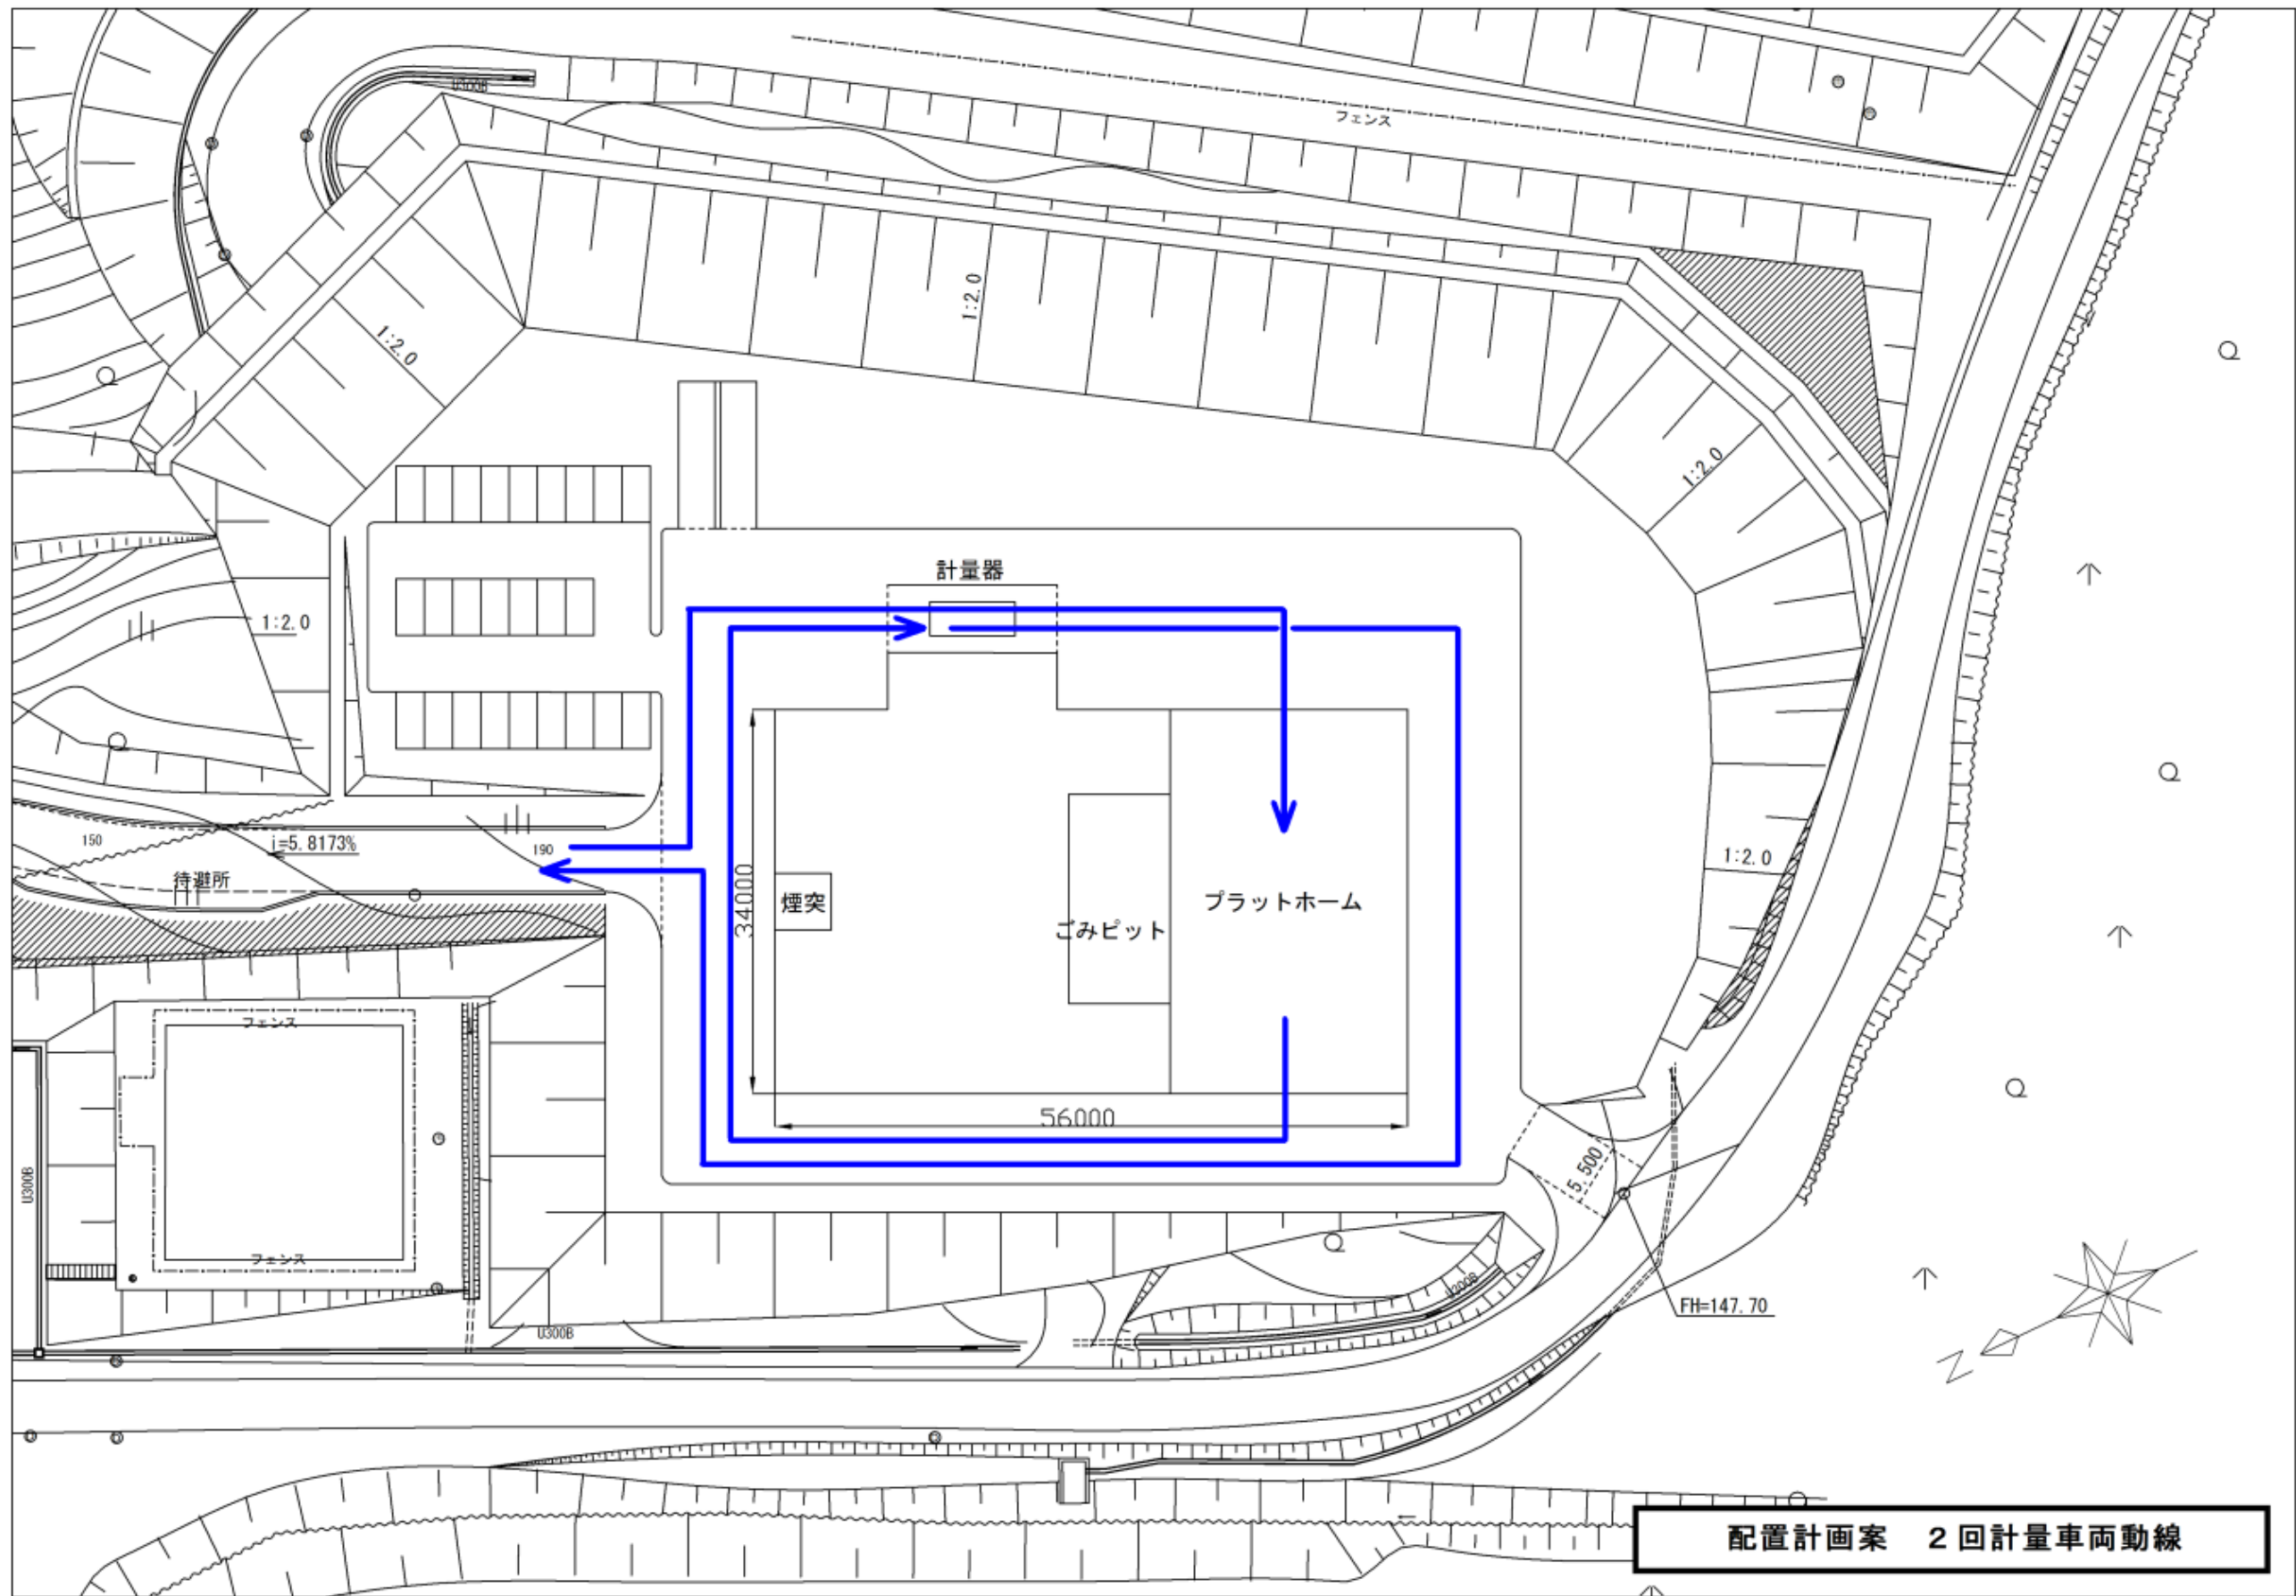 U300B
フェンス
1:2.0
1:2.0
1:2.0
計量器
1:2.0
150
i=5.8173%
190
1:2.0
待避所
34000
煙突
プラットホーム
ごみピット
フェンス
56000
5.500
U300B
フェンス
U300B
U300B
FH=147.70
N
配置計画案　２回計量車両動線